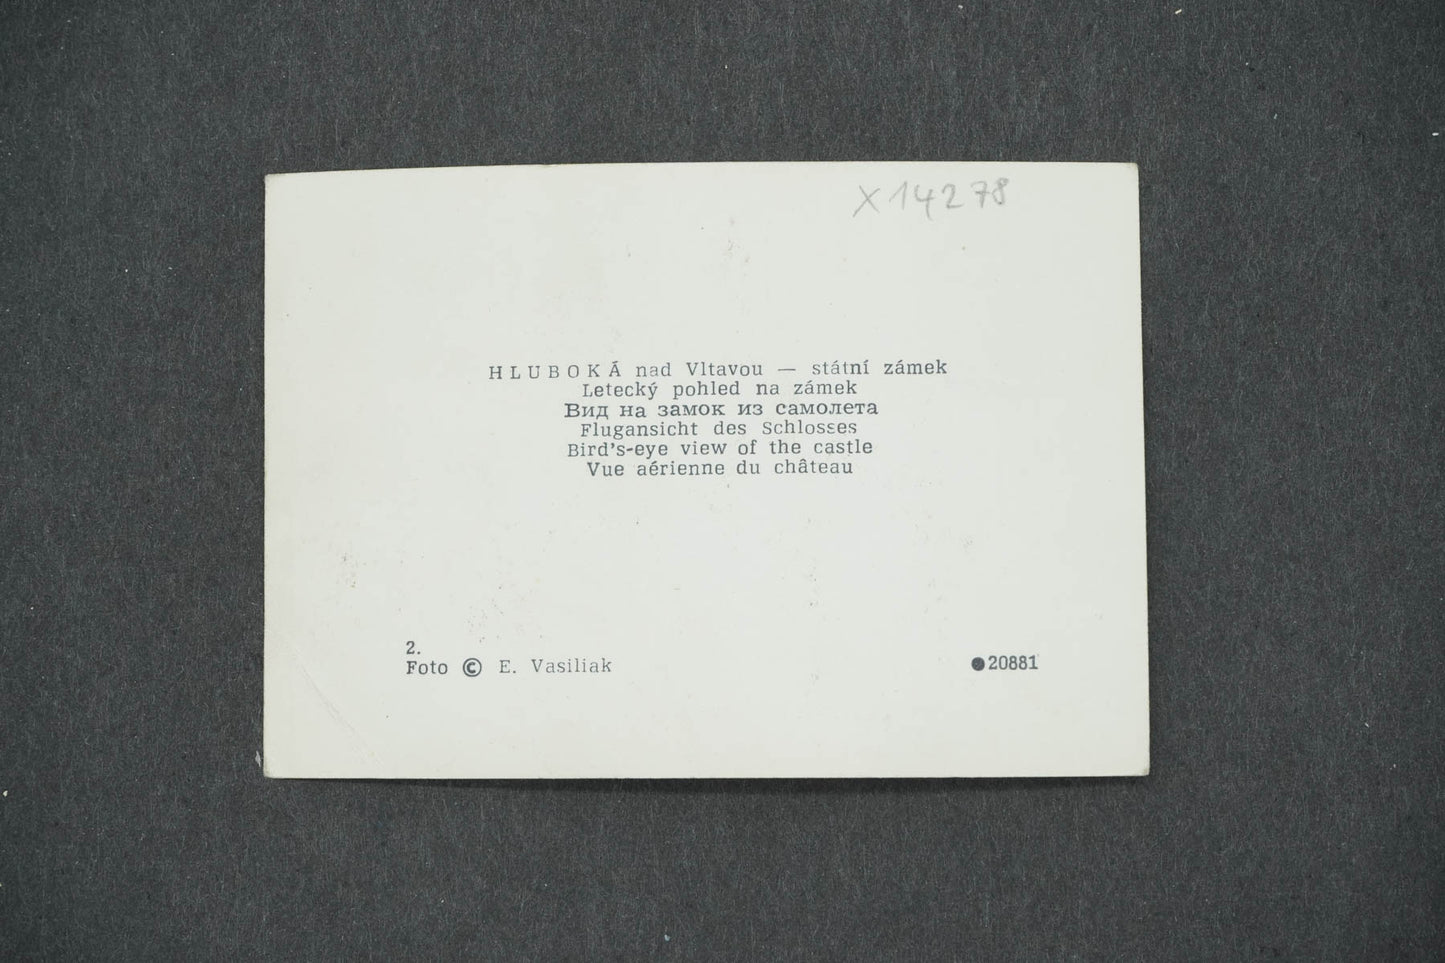 X14278
HLUBOKÁ nad Vltavou — státní zámek
Letecký pohled na zámek
Вид на замок из самолета
Flugansicht des Schlosses
Bird's-eye view of the castle
Vue aérienne du château
2.
Foto © E. Vasiliak
●20881